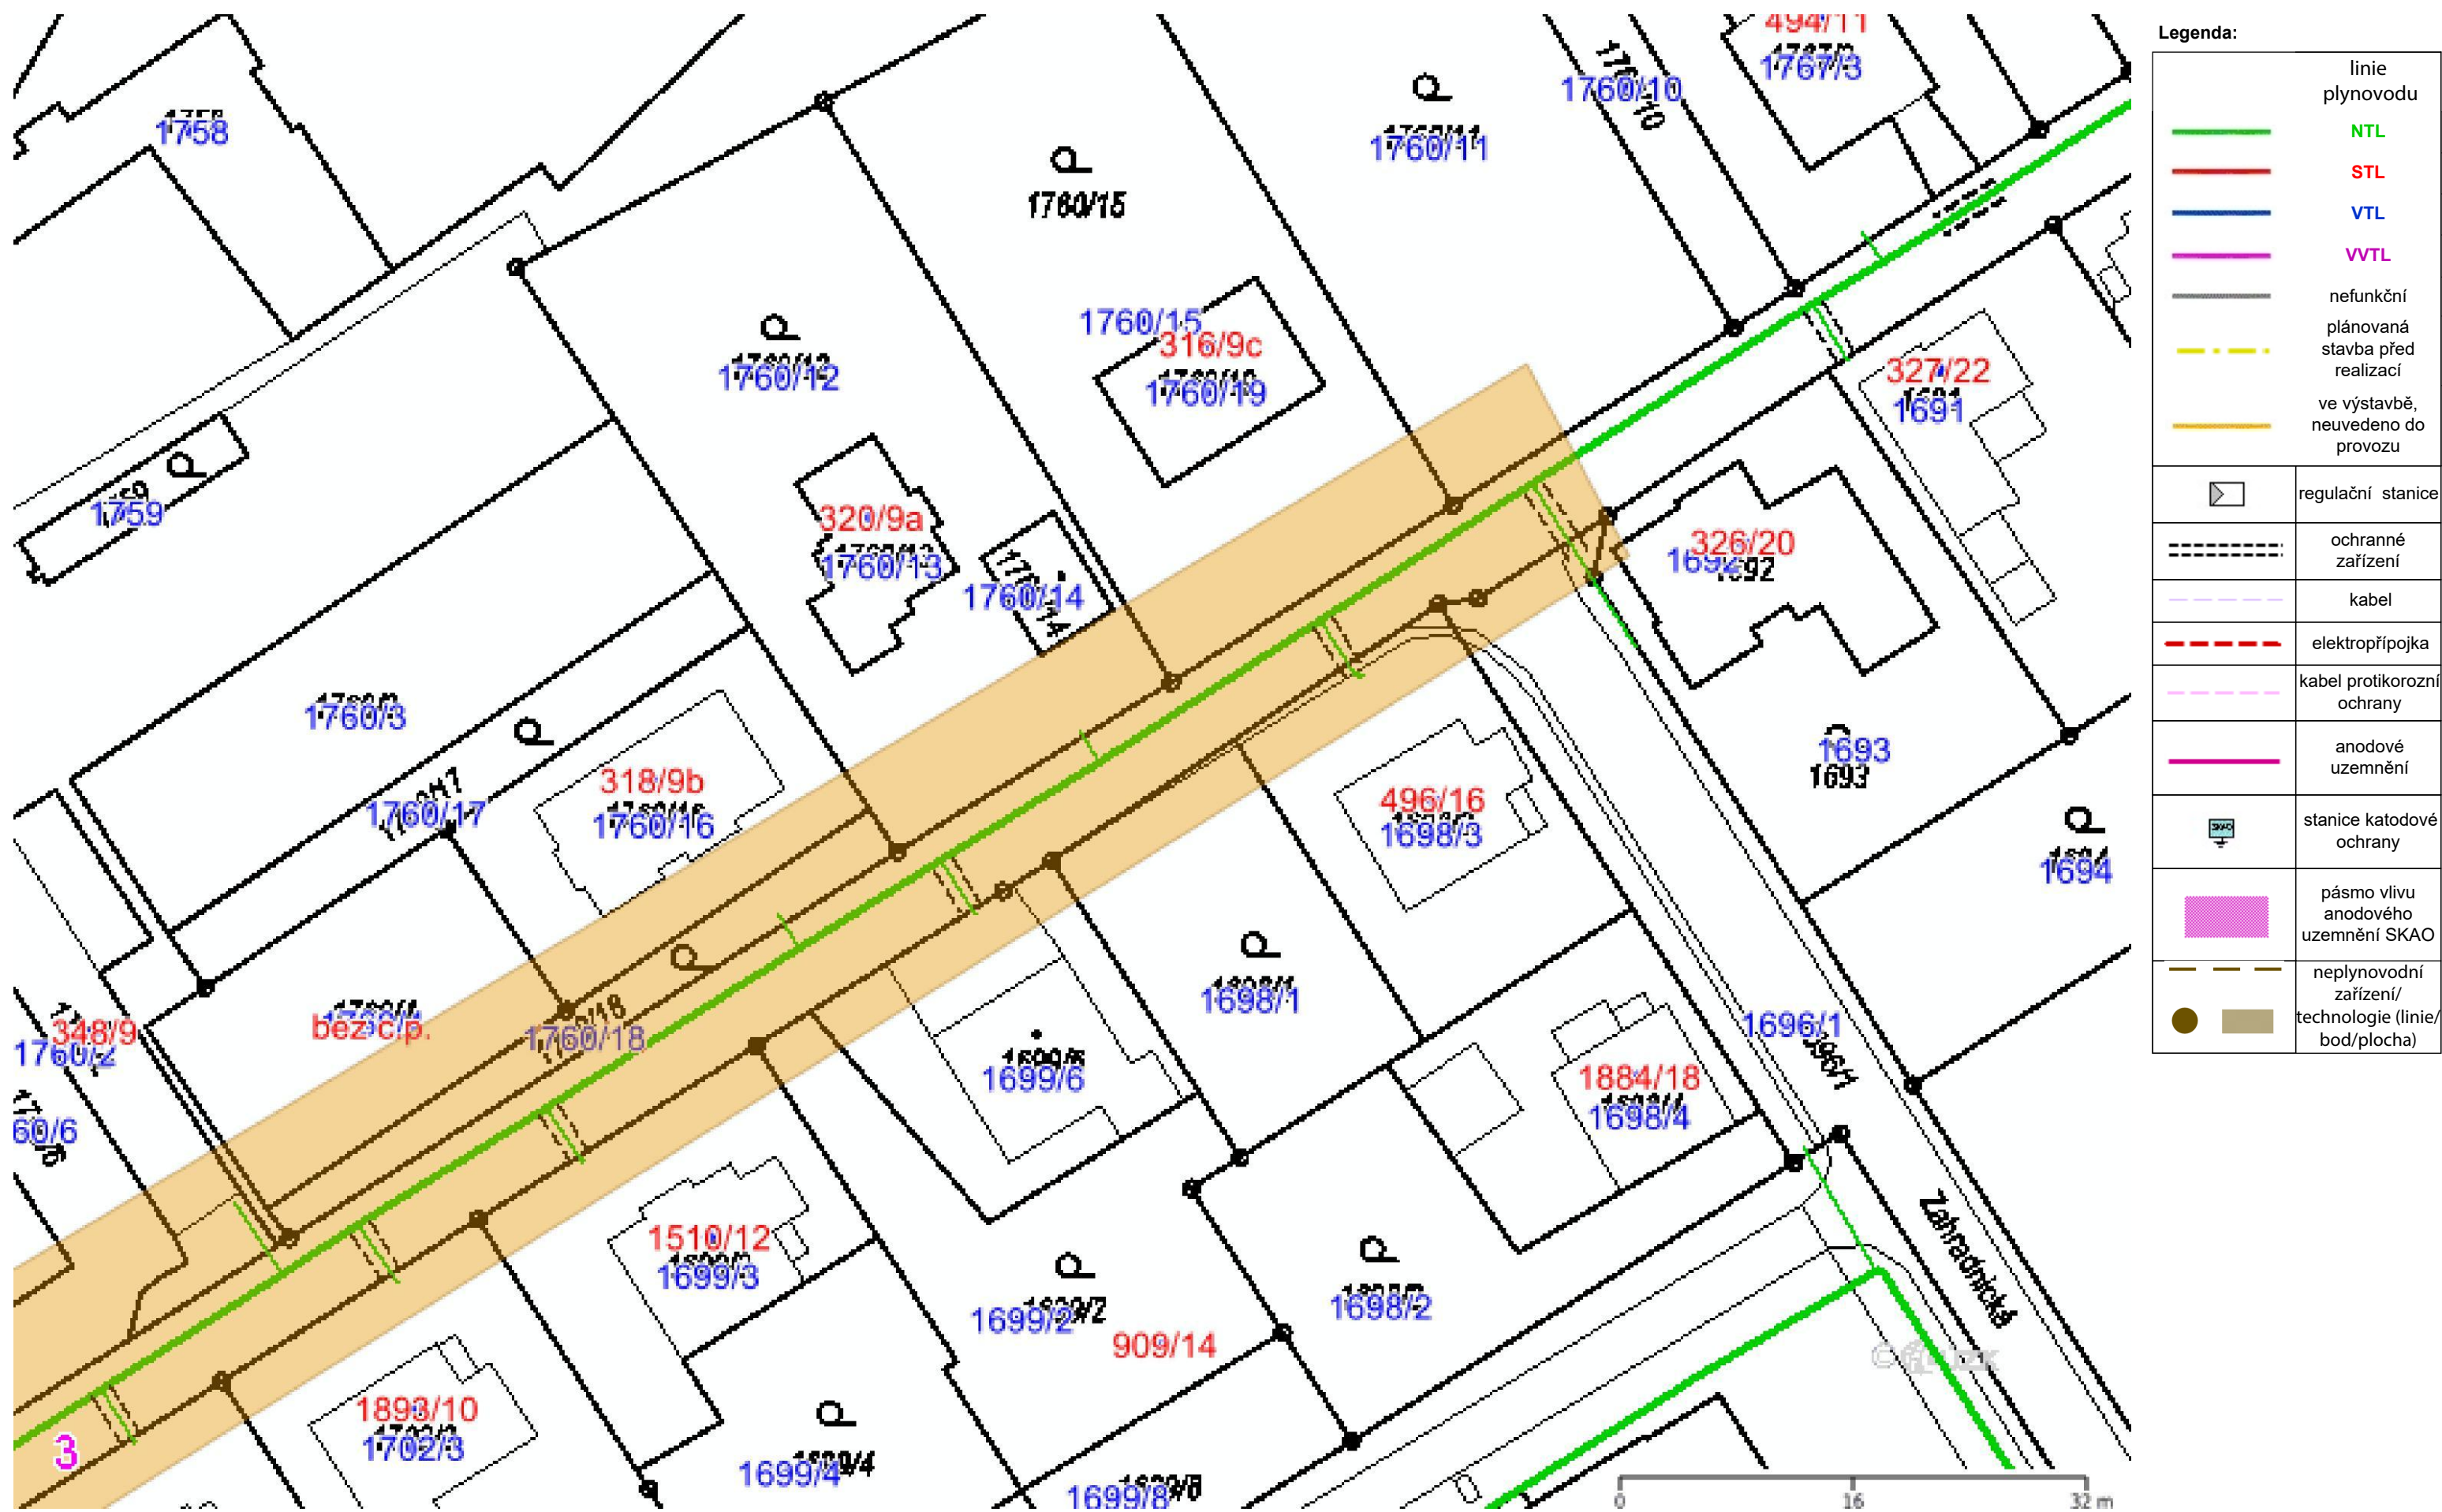 Legenda:
linie
plynovodu
NTL
STL
VTL
VVTL
nefunkční
plánovaná
stavba před
realizací
ve výstavbě,
neuvedeno do
provozu
regulační stanice
ochranné
zařízení
kabel
elektropřípojka
kabel protikorozní
ochrany
anodové
uzemnění
stanice katodové
ochrany
pásmo vlivu
anodového
uzemnění SKAO
neplynovodní
zařízení/
technologie (linie/
bod/plocha)
494/11
1767/3
1760/10
1758
1760/11
1760/15
1760/15
316/9c
1760/19
1760/12
327/22
1691
1759
320/9a
1760/13
1760/14
326/20
1692
1692
1760/3
318/9b
1760/16
1760/17
1693
1693
496/16
1698/3
1694
1698/1
348/9
1760/2
bez č.p.
1760/18
1696/1
1699/6
1884/18
1698/4
60/6
Zahradnická
1510/12
1699/3
1699/2
909/14
1698/2
1893/10
1702/3
3
1699/4
1699/8
0 16 32 m